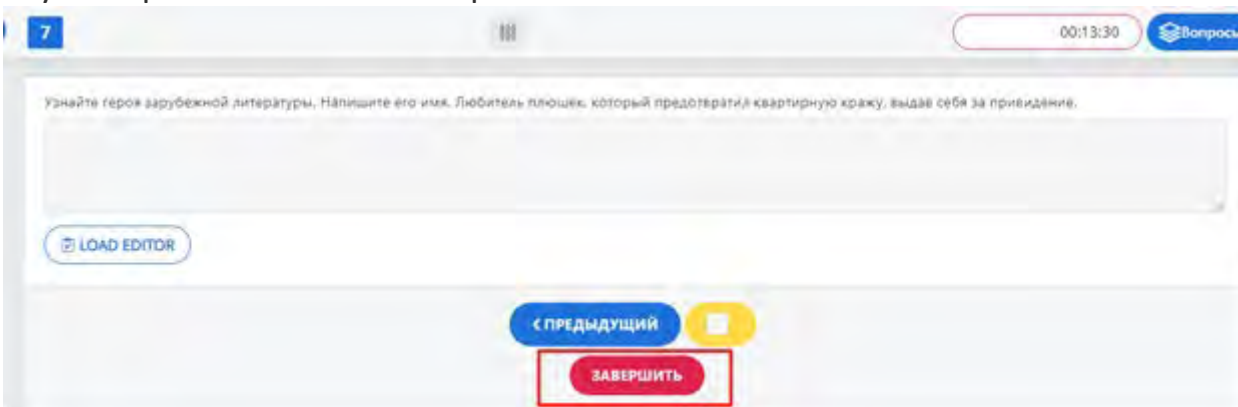 7
00:13:30
Вопросы
Узнайте героя зарубежной литературы. Напишите его имя. Любитель плюшек, который предотвратил квартирную кражу, выдав себя за привидение.
LOAD EDITOR
< ПРЕДЫДУЩИЙ
ЗАВЕРШИТЬ